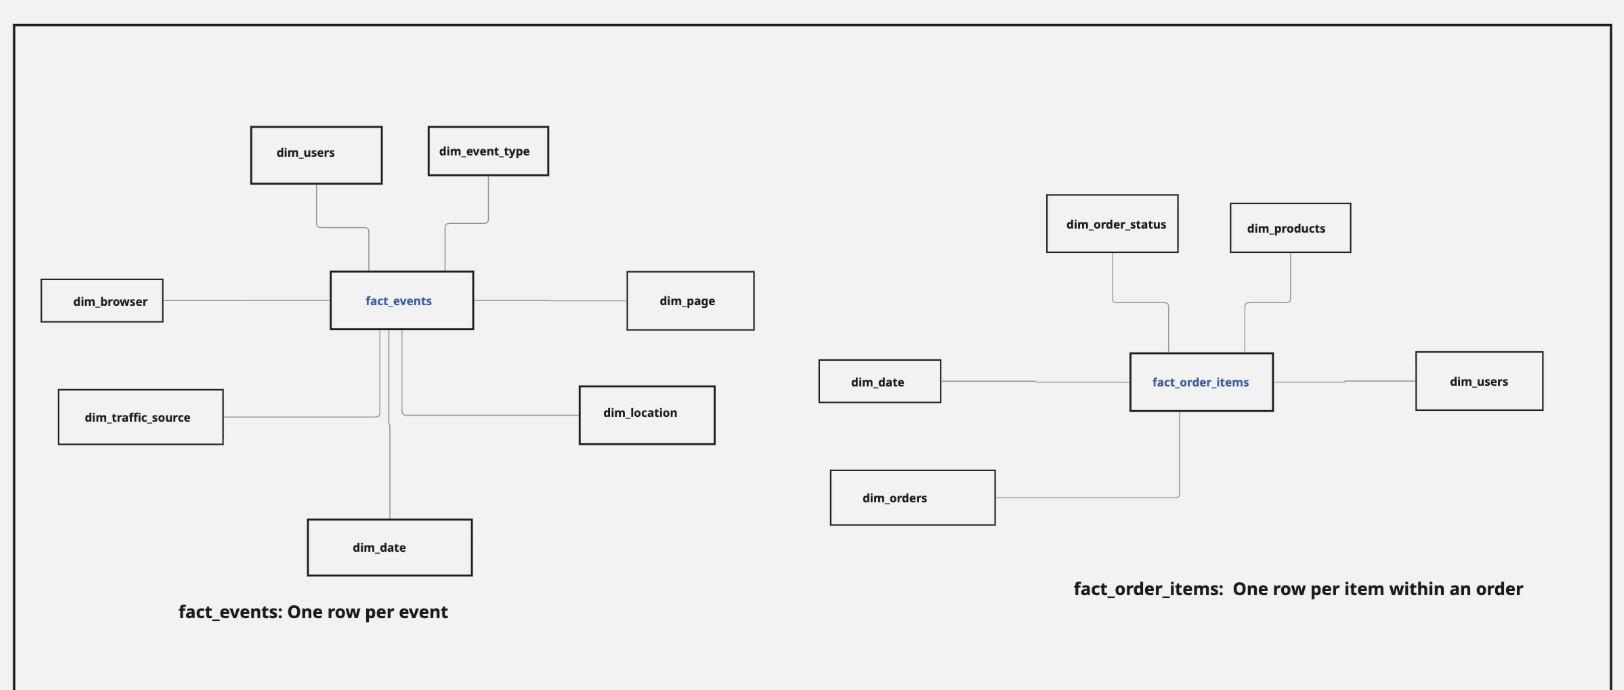 dim_users
dim_event_type
dim_browser
fact_events
dim_page
dim_traffic_source
dim_location
dim_date
fact_events: One row per event
dim_order_status
dim_products
dim_date
fact_order_items
dim_users
dim_orders
fact_order_items:  One row per item within an order